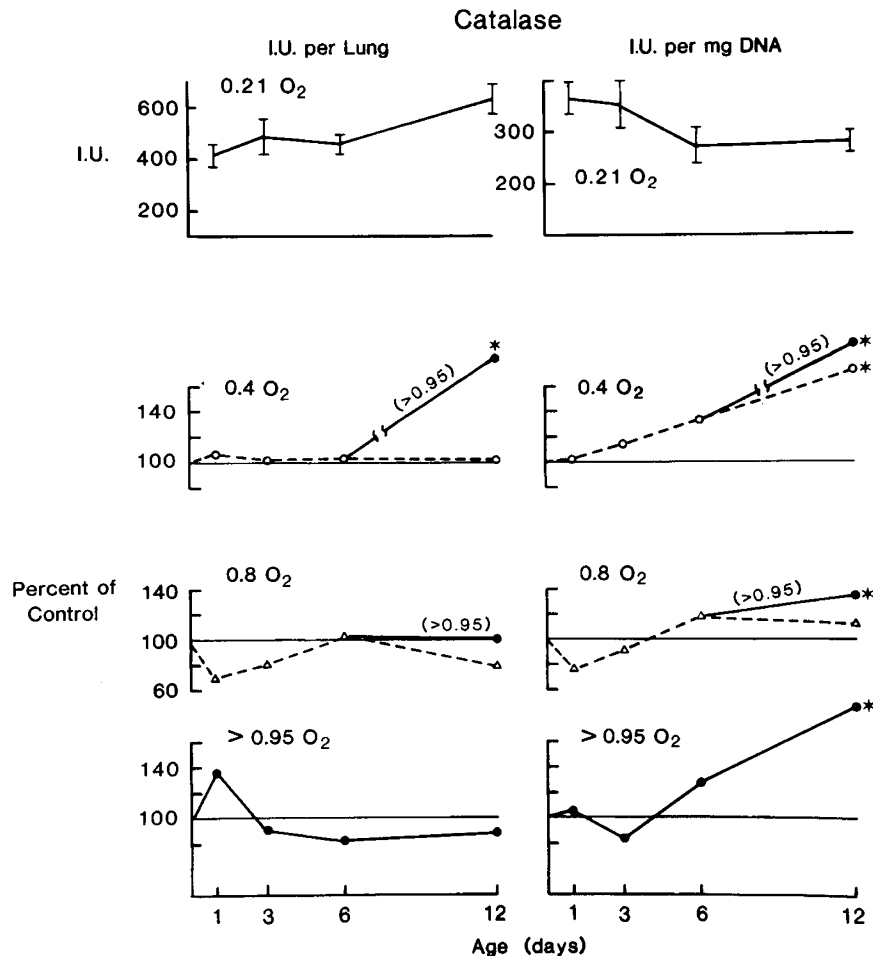 Catalase
I.U. per Lung
I.U. per mg DNA
0.21 O2
600
I.U.
400
200
300
0.21 O2
200
*
(>0.95)
0.4 O2
140
100
(>0.95)
*
*
0.4 O2
Percent of
Control
0.8 O2
140
(>0.95)
100
60
0.8 O2
(>0.95)
*
> 0.95 O2
140
100
> 0.95 O2
*
1 3 6 12
1 3 6 12
Age (days)